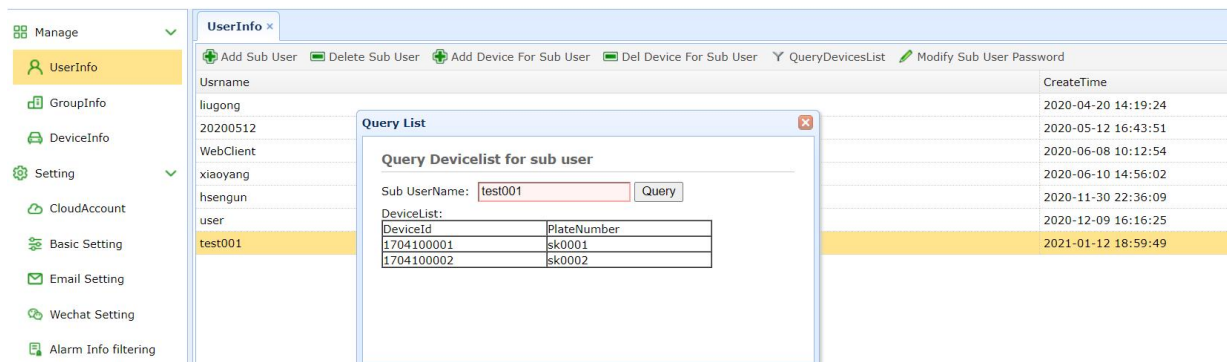 Manage
UserInfo
GroupInfo
DeviceInfo
Setting
CloudAccount
Basic Setting
Email Setting
Wechat Setting
Alarm Info filtering
UserInfo ×
Add Sub User Delete Sub User Add Device For Sub User Del Device For Sub User QueryDevicesList Modify Sub User Password
Usrname CreateTime
liugong 2020-04-20 14:19:24
20200512 2020-05-12 16:43:51
WebClient 2020-06-08 10:12:54
xiaoyang 2020-06-10 14:56:02
hsengun 2020-11-30 22:36:09
user 2020-12-09 16:16:25
test001 2021-01-12 18:59:49
Query List
Query Devicelist for sub user
Sub UserName: test001 Query
DeviceList:
DeviceId PlateNumber
1704100001 sk0001
1704100002 sk0002